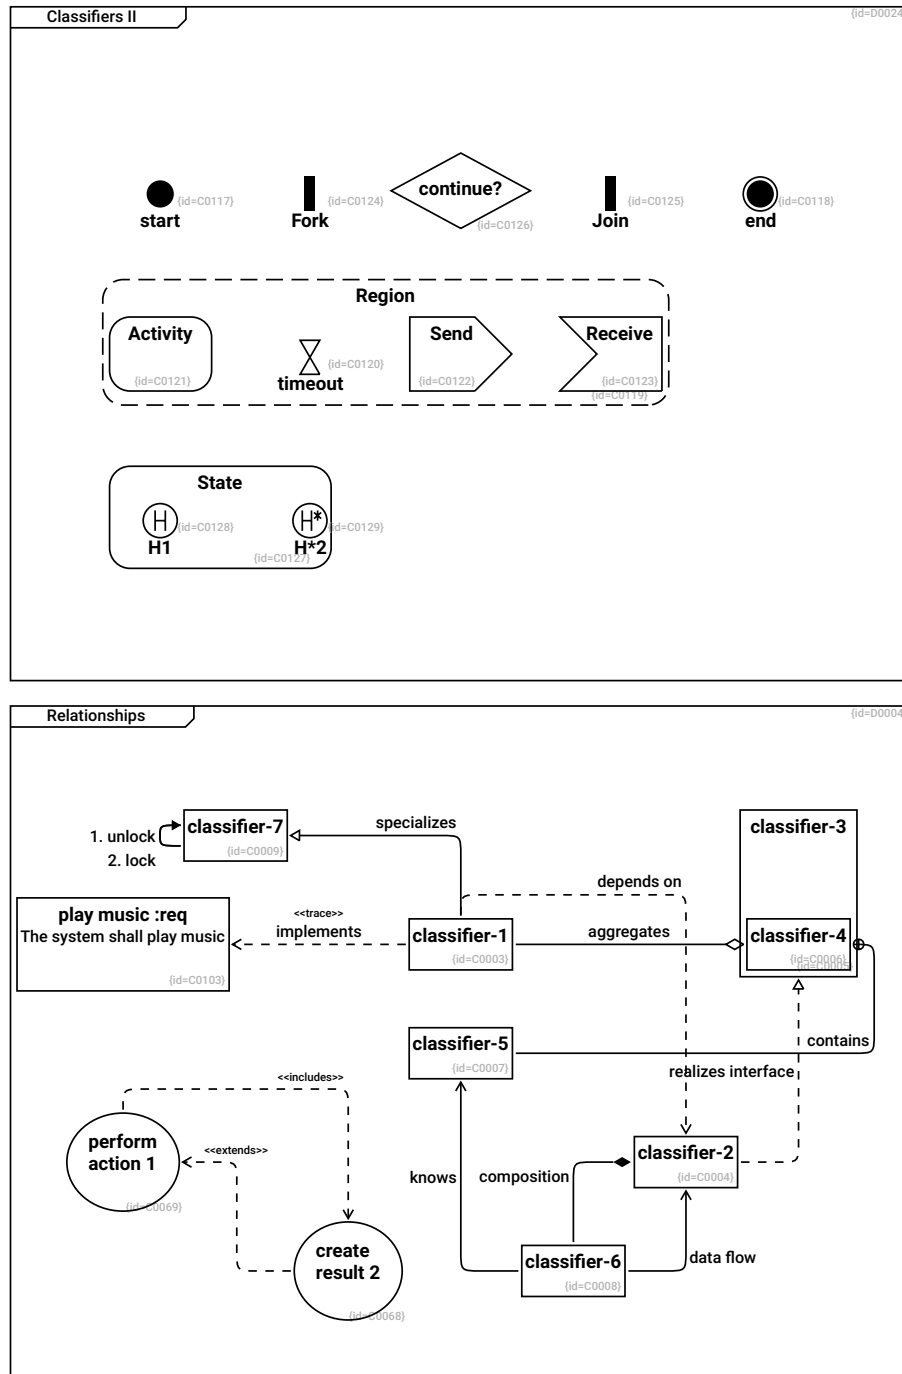 Classifiers II
{id=D0024
continue?
start
{id=C0117}
Fork
{id=C0124}
{id=C0126}
Join
{id=C0125}
end
{id=C0118}
Region
Activity
{id=C0121}
timeout
{id=C0120}
Send
{id=C0122}
Receive
{id=C0123}
{id=C0119}
State
H
H1
{id=C0128}
H*
H*2
{id=C0129}
{id=C0127}
Relationships
{id=D0004
1. unlock
2. lock
classifier-7
{id=C0009}
specializes
classifier-3
depends on
play music :req
The system shall play music
{id=C0103}
<<trace>>
implements
classifier-1
{id=C0003}
aggregates
classifier-4
{id=C0006}
{id=C0005}
classifier-5
{id=C0007}
contains
realizes interface
<<includes>>
perform
action 1
{id=C0069}
<<extends>>
knows
composition
classifier-2
{id=C0004}
create
result 2
{id=C0068}
classifier-6
{id=C0008}
data flow